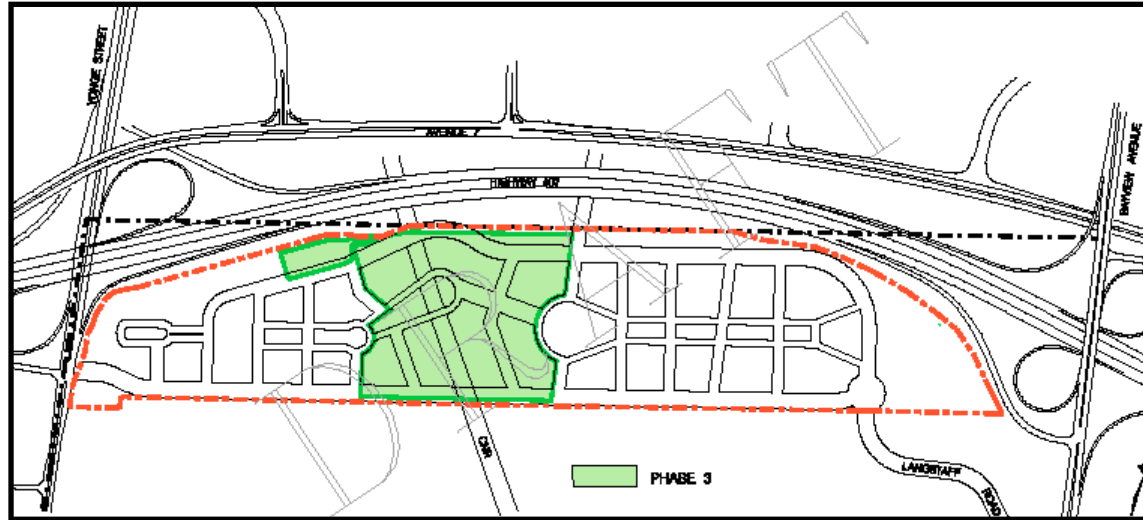 YONGE STREET
AVENUE 7
HIGHWAY 407
BAYVIEW AVENUE
DRAFT
CNR
LANGSTAFF
ROAD
PHASE 3